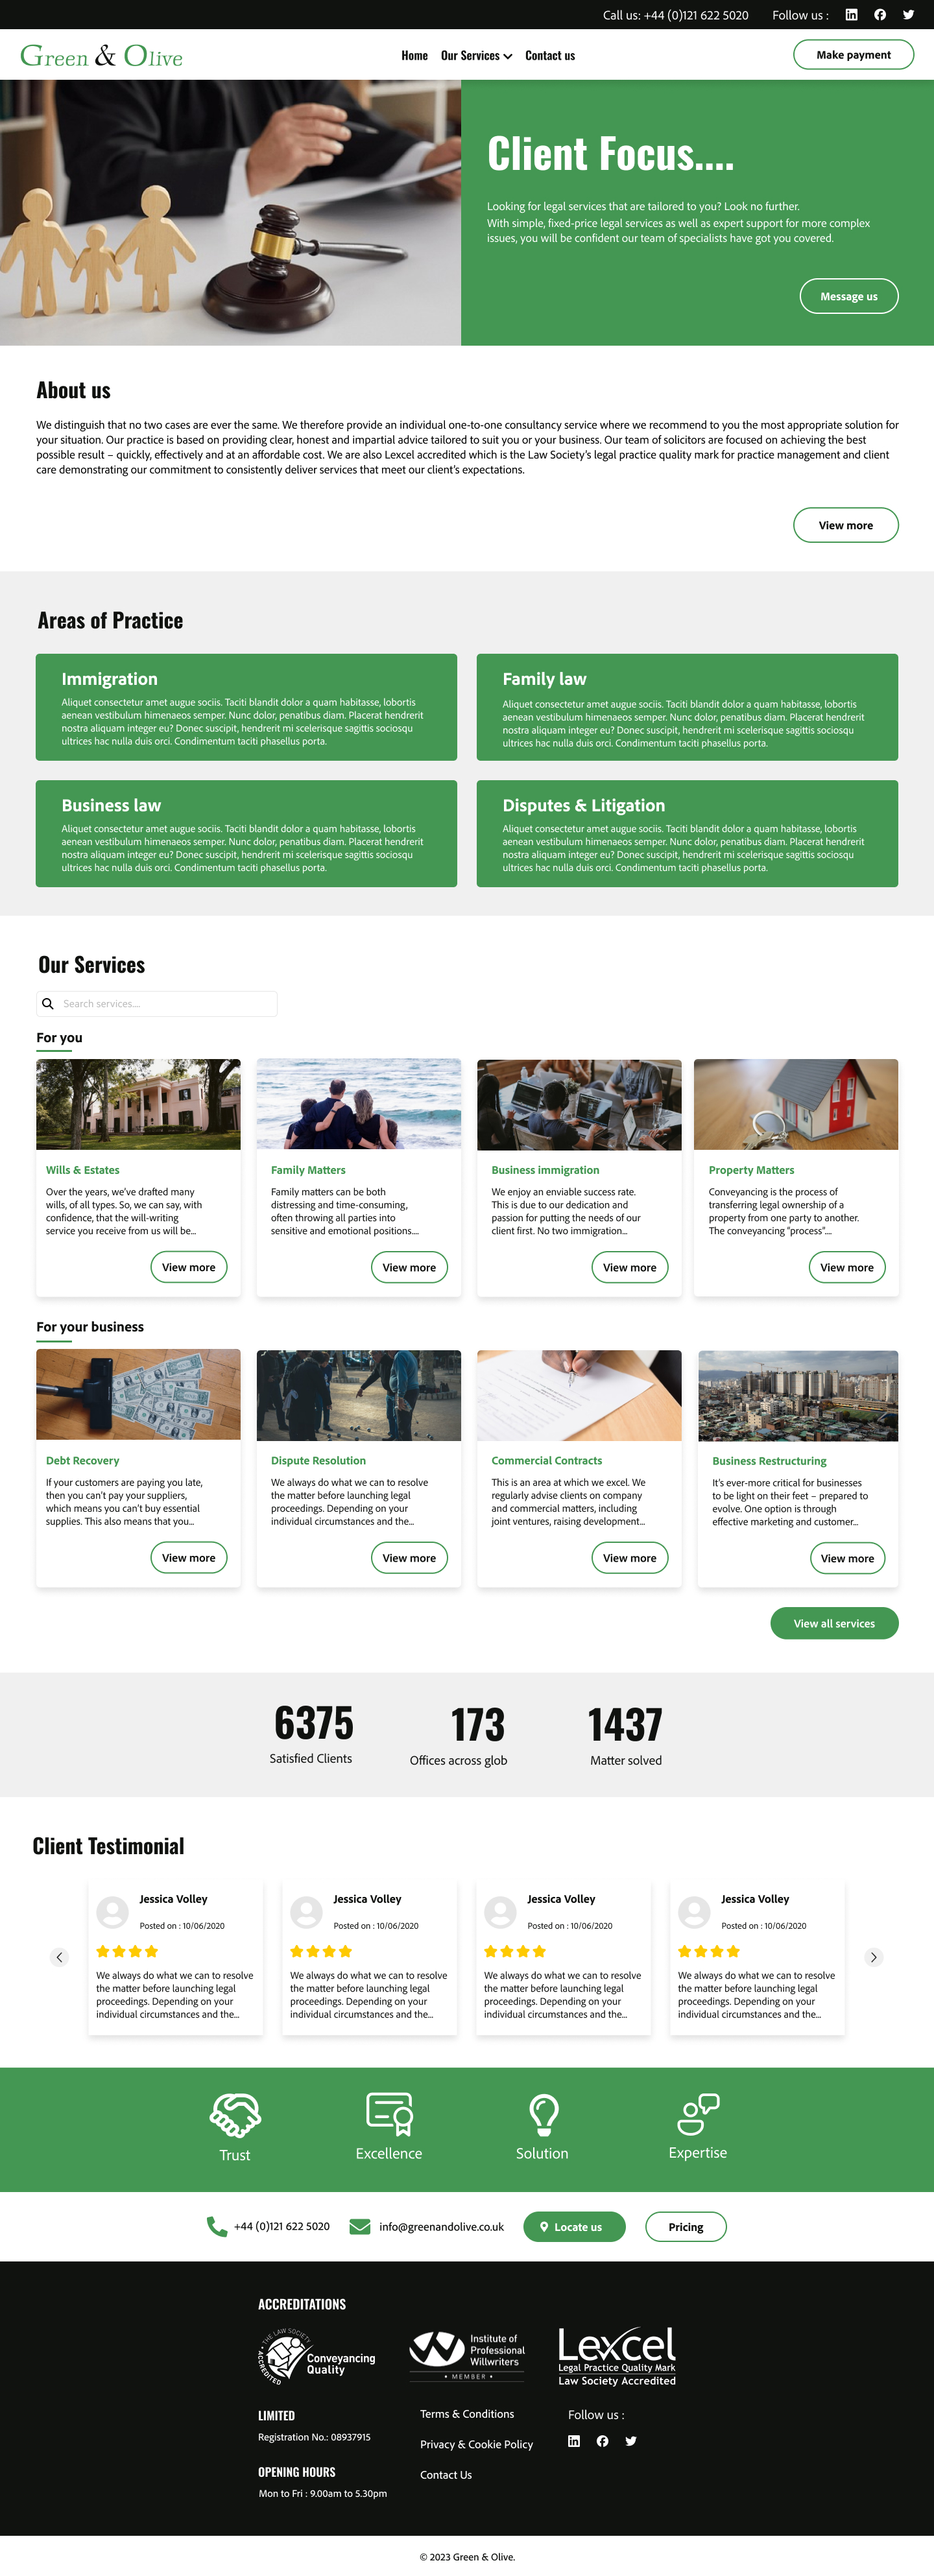 Call us: +44 (0)121 622 5020 Follow us :
Green & Olive
Home Our Services Contact us
Make payment
Client Focus....
Looking for legal services that are tailored to you? Look no further.
With simple, fixed-price legal services as well as expert support for more complex
issues, you will be confident our team of specialists have got you covered.
Message us
About us
We distinguish that no two cases are ever the same. We therefore provide an individual one-to-one consultancy service where we recommend to you the most appropriate solution for
your situation. Our practice is based on providing clear, honest and impartial advice tailored to suit you or your business. Our team of solicitors are focused on achieving the best
possible result – quickly, effectively and at an affordable cost. We are also Lexcel accredited which is the Law Society's legal practice quality mark for practice management and client
care demonstrating our commitment to consistently deliver services that meet our client's expectations.
View more
Areas of Practice
Immigration
Aliquet consectetur amet augue sociis. Taciti blandit dolor a quam habitasse, lobortis
aenean vestibulum himenaeos semper. Nunc dolor, penatibus diam. Placerat hendrerit
nostra aliquam integer eu? Donec suscipit, hendrerit mi scelerisque sagittis sociosqu
ultrices hac nulla duis orci. Condimentum taciti phasellus porta.
Family law
Aliquet consectetur amet augue sociis. Taciti blandit dolor a quam habitasse, lobortis
aenean vestibulum himenaeos semper. Nunc dolor, penatibus diam. Placerat hendrerit
nostra aliquam integer eu? Donec suscipit, hendrerit mi scelerisque sagittis sociosqu
ultrices hac nulla duis orci. Condimentum taciti phasellus porta.
Business law
Aliquet consectetur amet augue sociis. Taciti blandit dolor a quam habitasse, lobortis
aenean vestibulum himenaeos semper. Nunc dolor, penatibus diam. Placerat hendrerit
nostra aliquam integer eu? Donec suscipit, hendrerit mi scelerisque sagittis sociosqu
ultrices hac nulla duis orci. Condimentum taciti phasellus porta.
Disputes & Litigation
Aliquet consectetur amet augue sociis. Taciti blandit dolor a quam habitasse, lobortis
aenean vestibulum himenaeos semper. Nunc dolor, penatibus diam. Placerat hendrerit
nostra aliquam integer eu? Donec suscipit, hendrerit mi scelerisque sagittis sociosqu
ultrices hac nulla duis orci. Condimentum taciti phasellus porta.
Our Services
Search services....
For you
Wills & Estates
Over the years, we've drafted many
wills, of all types. So, we can say, with
confidence, that the will-writing
service you receive from us will be...
View more
Family Matters
Family matters can be both
distressing and time-consuming,
often throwing all parties into
sensitive and emotional positions....
View more
Business immigration
We enjoy an enviable success rate.
This is due to our dedication and
passion for putting the needs of our
client first. No two immigration...
View more
Property Matters
Conveyancing is the process of
transferring legal ownership of a
property from one party to another.
The conveyancing "process"....
View more
For your business
Debt Recovery
If your customers are paying you late,
then you can't pay your suppliers,
which means you can't buy essential
supplies. This also means that you...
View more
Dispute Resolution
We always do what we can to resolve
the matter before launching legal
proceedings. Depending on your
individual circumstances and the...
View more
Commercial Contracts
This is an area at which we excel. We
regularly advise clients on company
and commercial matters, including
joint ventures, raising development...
View more
Business Restructuring
It's ever-more critical for businesses
to be light on their feet – prepared to
evolve. One option is through
effective marketing and customer...
View more
View all services
6375
Satisfied Clients
173
Offices across glob
1437
Matter solved
Client Testimonial
Jessica Volley
Posted on : 10/06/2020
We always do what we can to resolve
the matter before launching legal
proceedings. Depending on your
individual circumstances and the...
Jessica Volley
Posted on : 10/06/2020
We always do what we can to resolve
the matter before launching legal
proceedings. Depending on your
individual circumstances and the...
Jessica Volley
Posted on : 10/06/2020
We always do what we can to resolve
the matter before launching legal
proceedings. Depending on your
individual circumstances and the...
Jessica Volley
Posted on : 10/06/2020
We always do what we can to resolve
the matter before launching legal
proceedings. Depending on your
individual circumstances and the...
Trust
Excellence
Solution
Expertise
+44 (0)121 622 5020
info@greenandolive.co.uk
Locate us
Pricing
ACCREDITATIONS
THE LAW SOCIETY
ACCREDITED
Conveyancing
Quality
Institute of
Professional
Willwriters
• MEMBER •
Lexcel
Legal Practice Quality Mark
Law Society Accredited
LIMITED
Registration No.: 08937915
OPENING HOURS
Mon to Fri : 9.00am to 5.30pm
Terms & Conditions
Privacy & Cookie Policy
Contact Us
Follow us :
© 2023 Green & Olive.